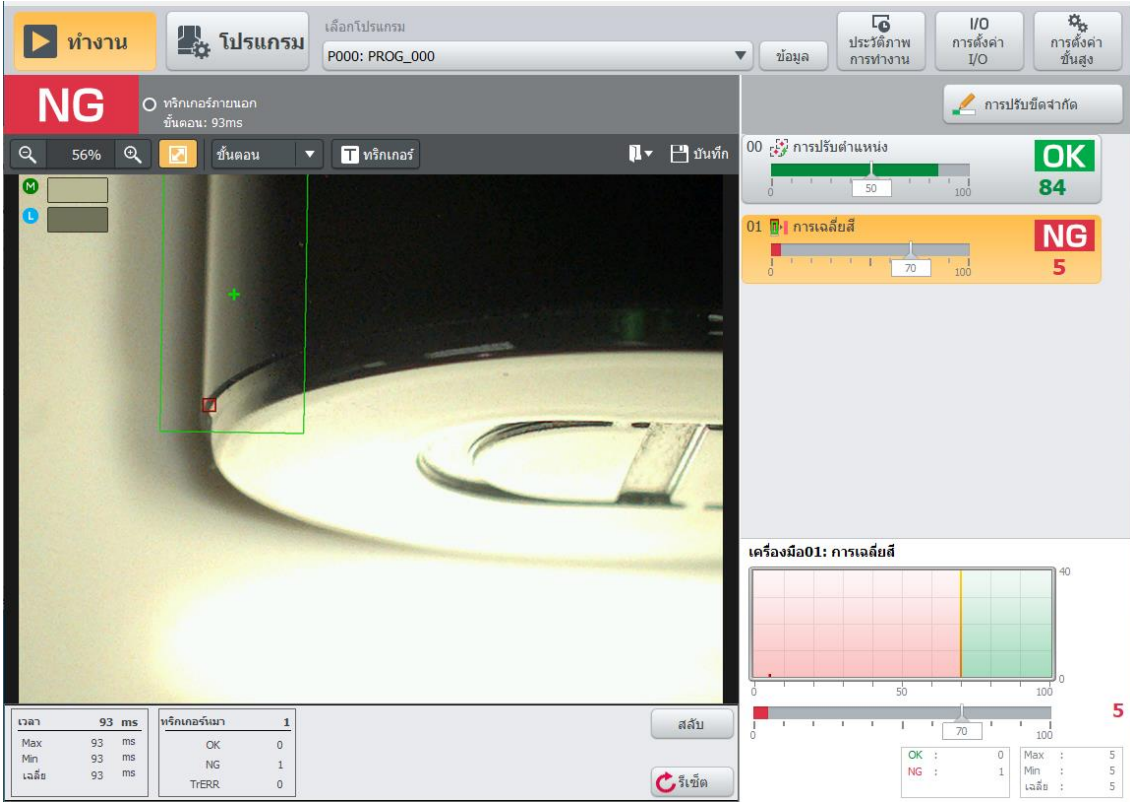 ทำงาน
โปรแกรม
เลือกโปรแกรม
P000: PROG_000
ข้อมูล
ประวัติภาพ
การทำงาน
I/O
การตั้งค่า
I/O
การตั้งค่า
ขั้นสูง
NG
ทริกเกอร์ภายนอก
ขั้นตอน: 93ms
การปรับขีดจำกัด
56%
ขั้นตอน
T ทริกเกอร์
บันทึก
M
L
00 การปรับตำแหน่ง
OK
84
0 50 100
01 การเฉลี่ยสี
NG
5
0 70 100
เครื่องมือ01: การเฉลี่ยสี
40
0
0 50 100
5
0 70 100
OK : 0
NG : 1
Max : 5
Min : 5
เฉลี่ย : 5
เวลา 93 ms
Max 93 ms
Min 93 ms
เฉลี่ย 93 ms
ทริกเกอร์เมา 1
OK 0
NG 1
TrERR 0
สลับ
รีเซ็ต